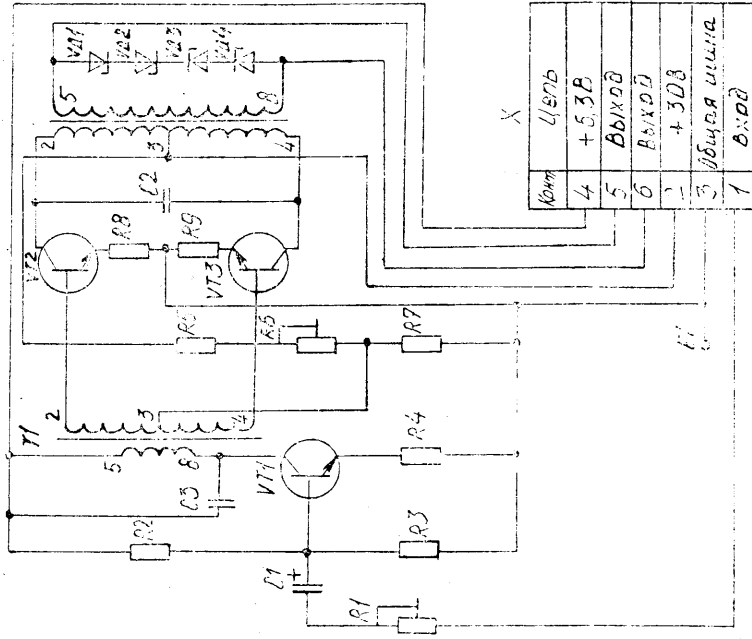 T1
5
8
2
3
4
C3
R2
C1
+
R1
VT1
R3
R4
R6
R7
VT2
R8
R9
VT3
C2
2
3
4
5
8
VД1
VД2
VД3
VД4
X
Конт
Цепь
4
+6,3В
5
Выход
6
Выход
2
+30В
3
Общая шина
1
Вход